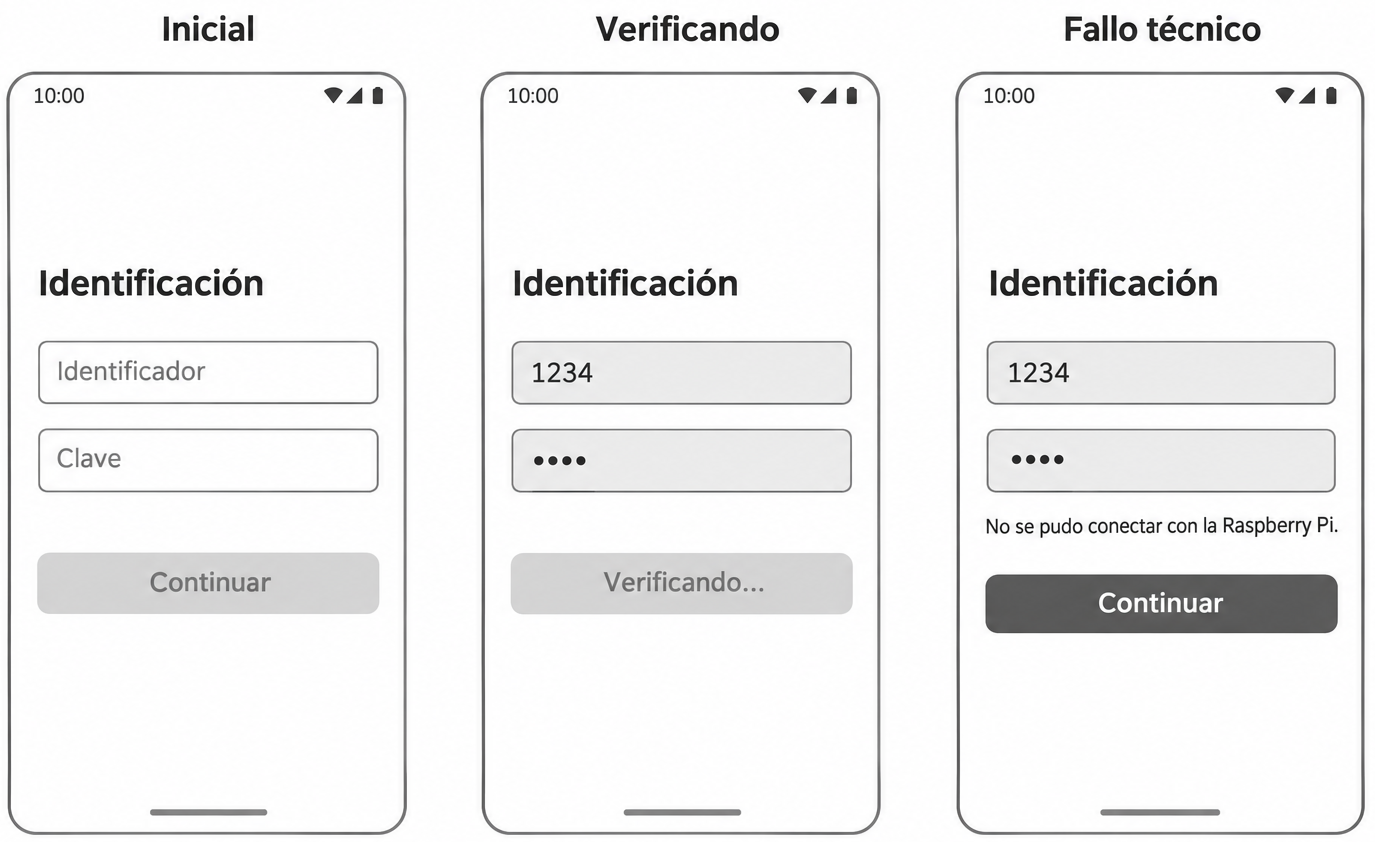 Inicial
10:00
Identificación
Identificador
Clave
Continuar
Verificando
10:00
Identificación
1234
••••
Verificando...
Fallo técnico
10:00
Identificación
1234
••••
No se pudo conectar con la Raspberry Pi.
Continuar